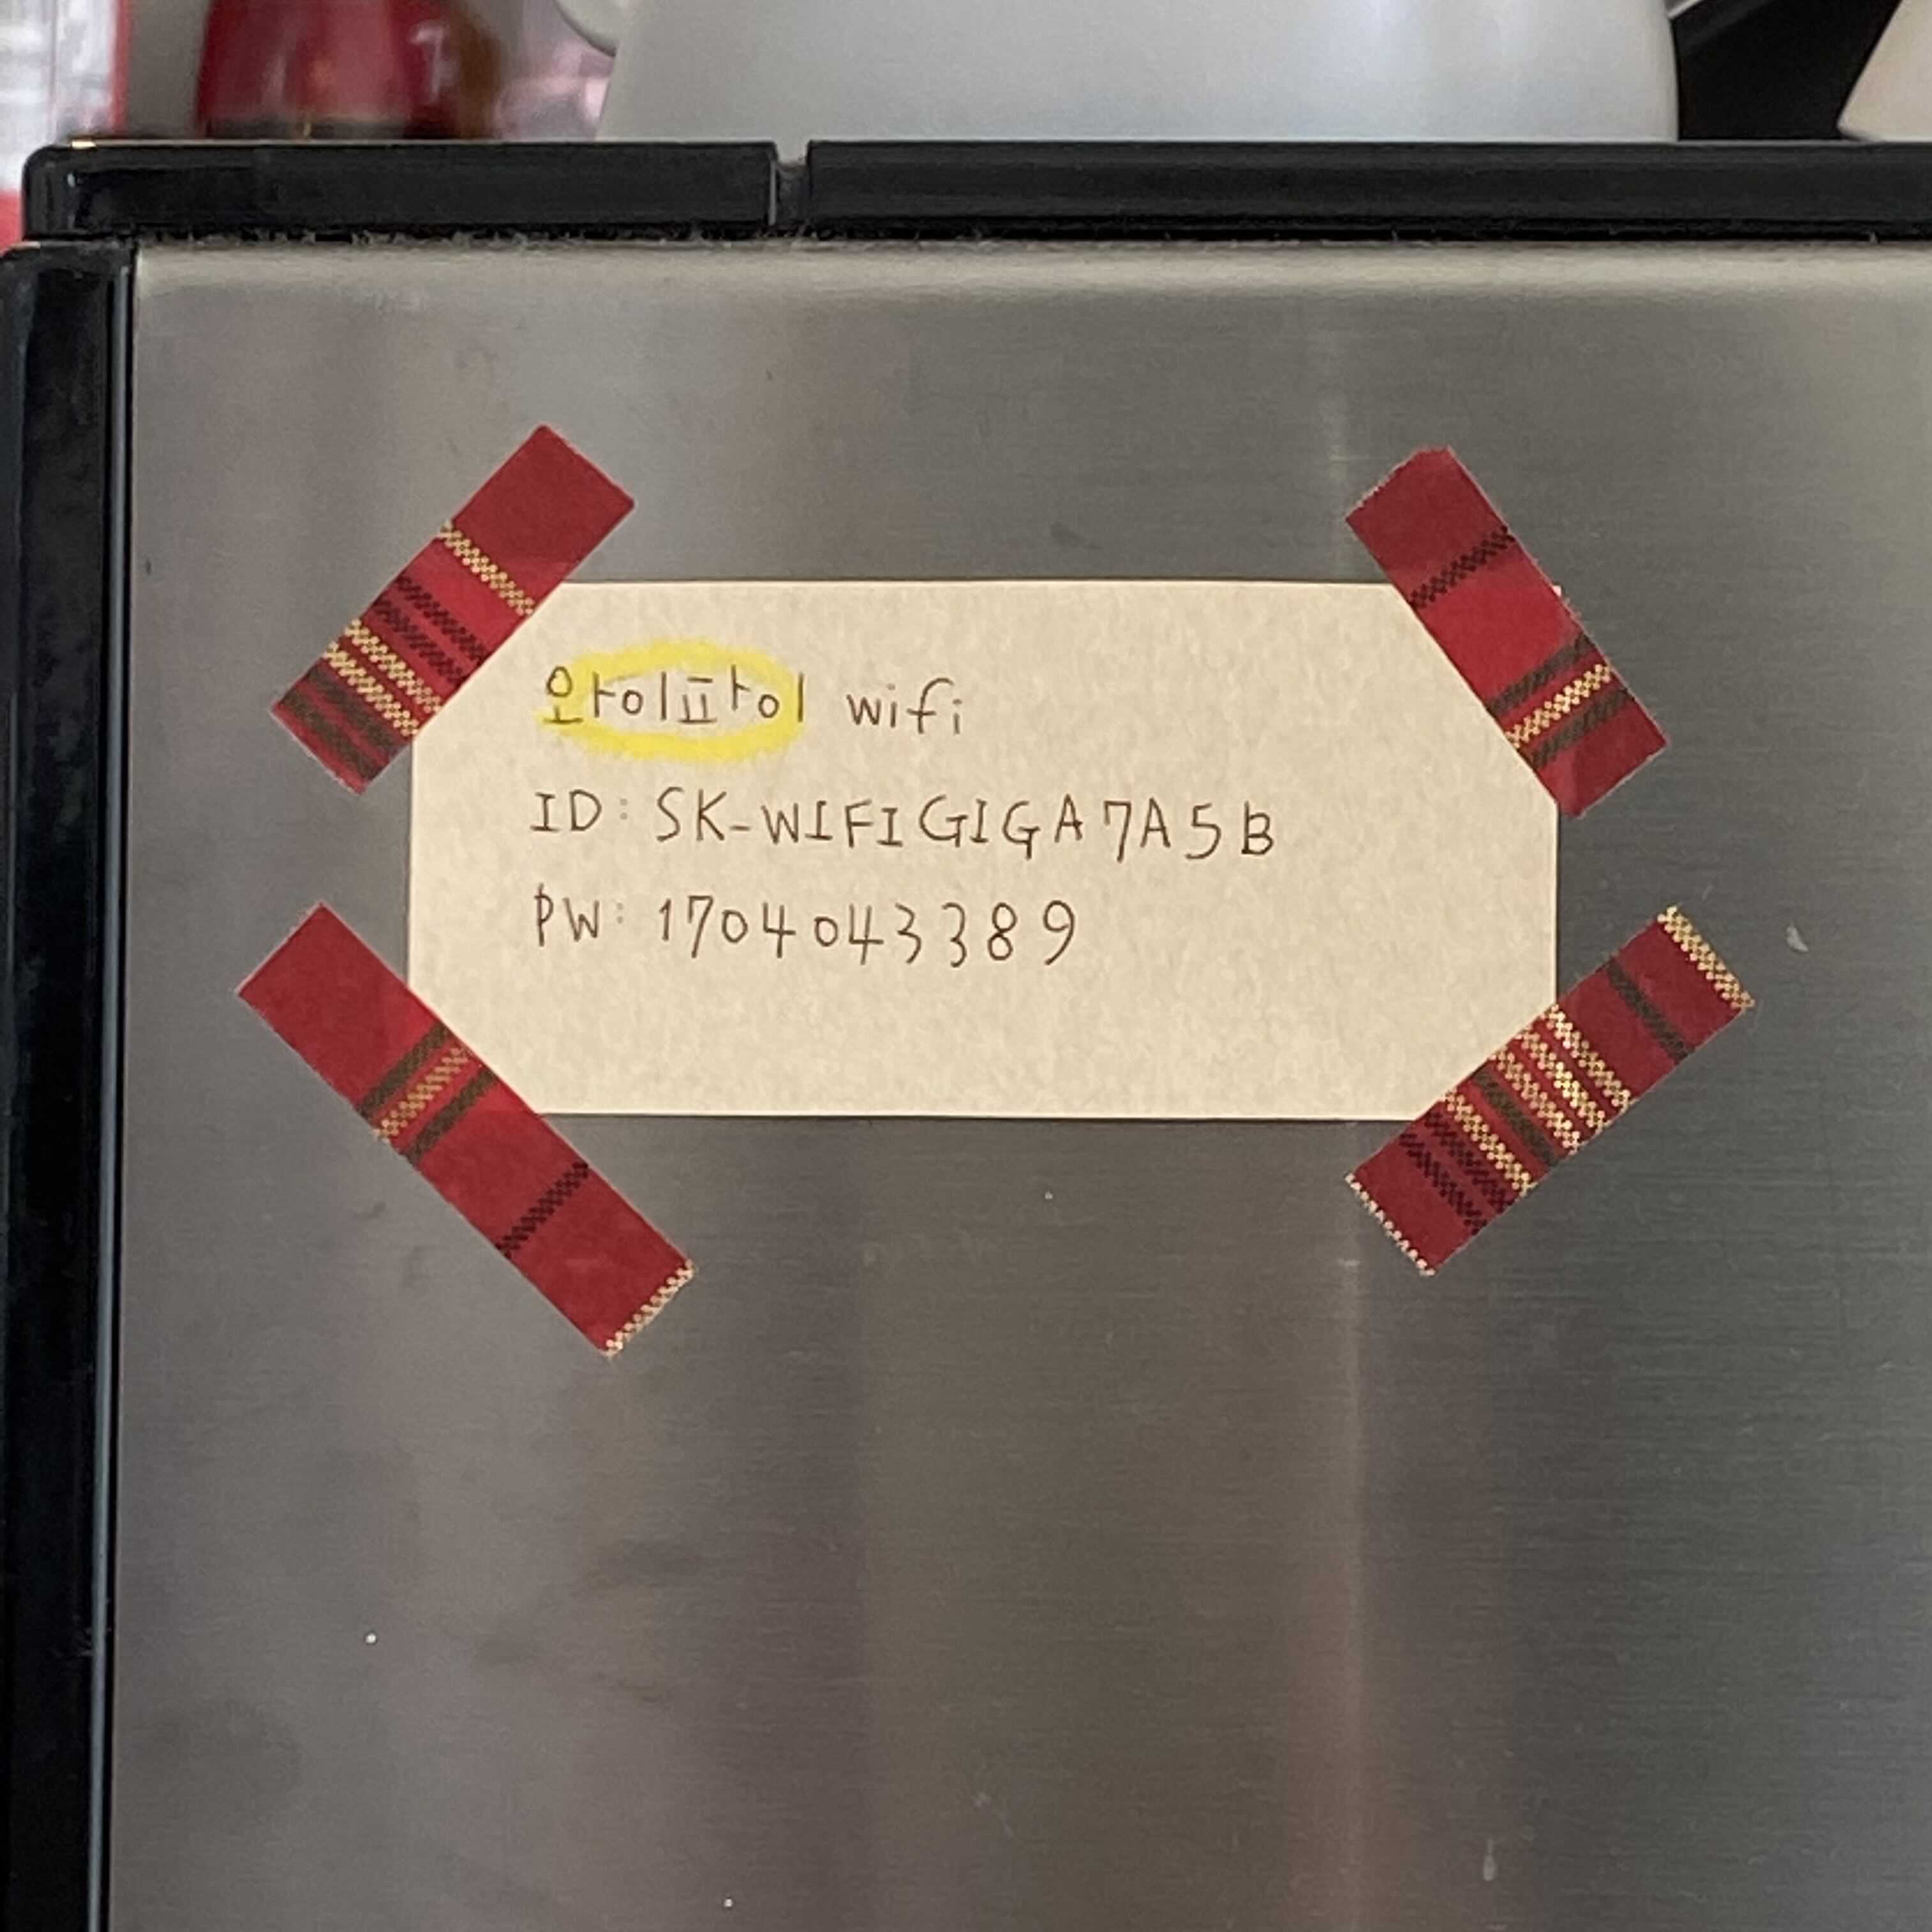 와이파이 wifi
ID: SK-WIFIGIGA7A5B
PW: 1704043389